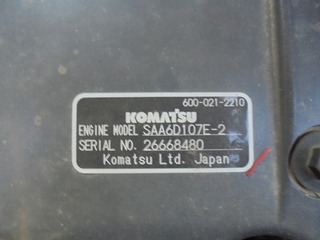 600-021-2210
KOMATSU
ENGINE MODEL SAA6D107E-2
SERIAL NO. 26668480
Komatsu Ltd. Japan